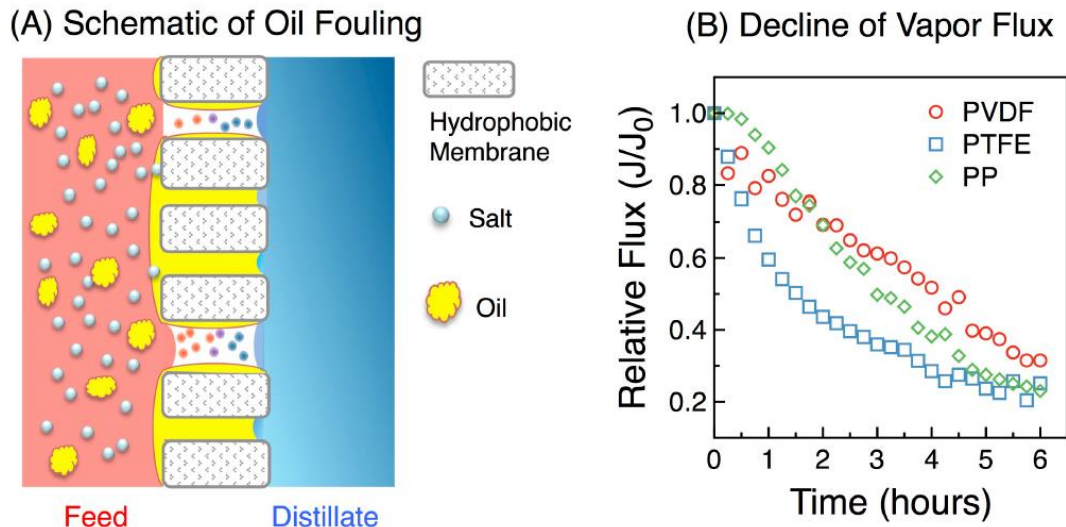 (A) Schematic of Oil Fouling
Hydrophobic
Membrane
Salt
Oil
Feed
Distillate
(B) Decline of Vapor Flux
Relative Flux (J/J₀)
1.0
0.8
0.6
0.4
0.2
PVDF
PTFE
PP
0 1 2 3 4 5 6
Time (hours)